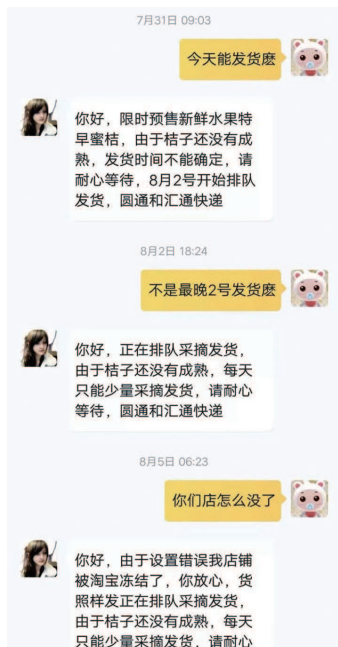 7月31日 09:03
今天能发货麽
你好，限时预售新鲜水果特
早蜜桔，由于桔子还没有成
熟，发货时间不能确定，请
耐心等待，8月2号开始排队
发货，圆通和汇通快递
8月2日 18:24
不是最晚2号发货麽
你好，正在排队采摘发货，
由于桔子还没有成熟，每天
只能少量采摘发货，请耐心
等待，圆通和汇通快递
8月5日 06:23
你们店怎么没了
你好，由于设置错误我店铺
被淘宝冻结了，你放心，货
照样发正在排队采摘发货，
由于桔子还没有成熟，每天
只能少量采摘发货，请耐心